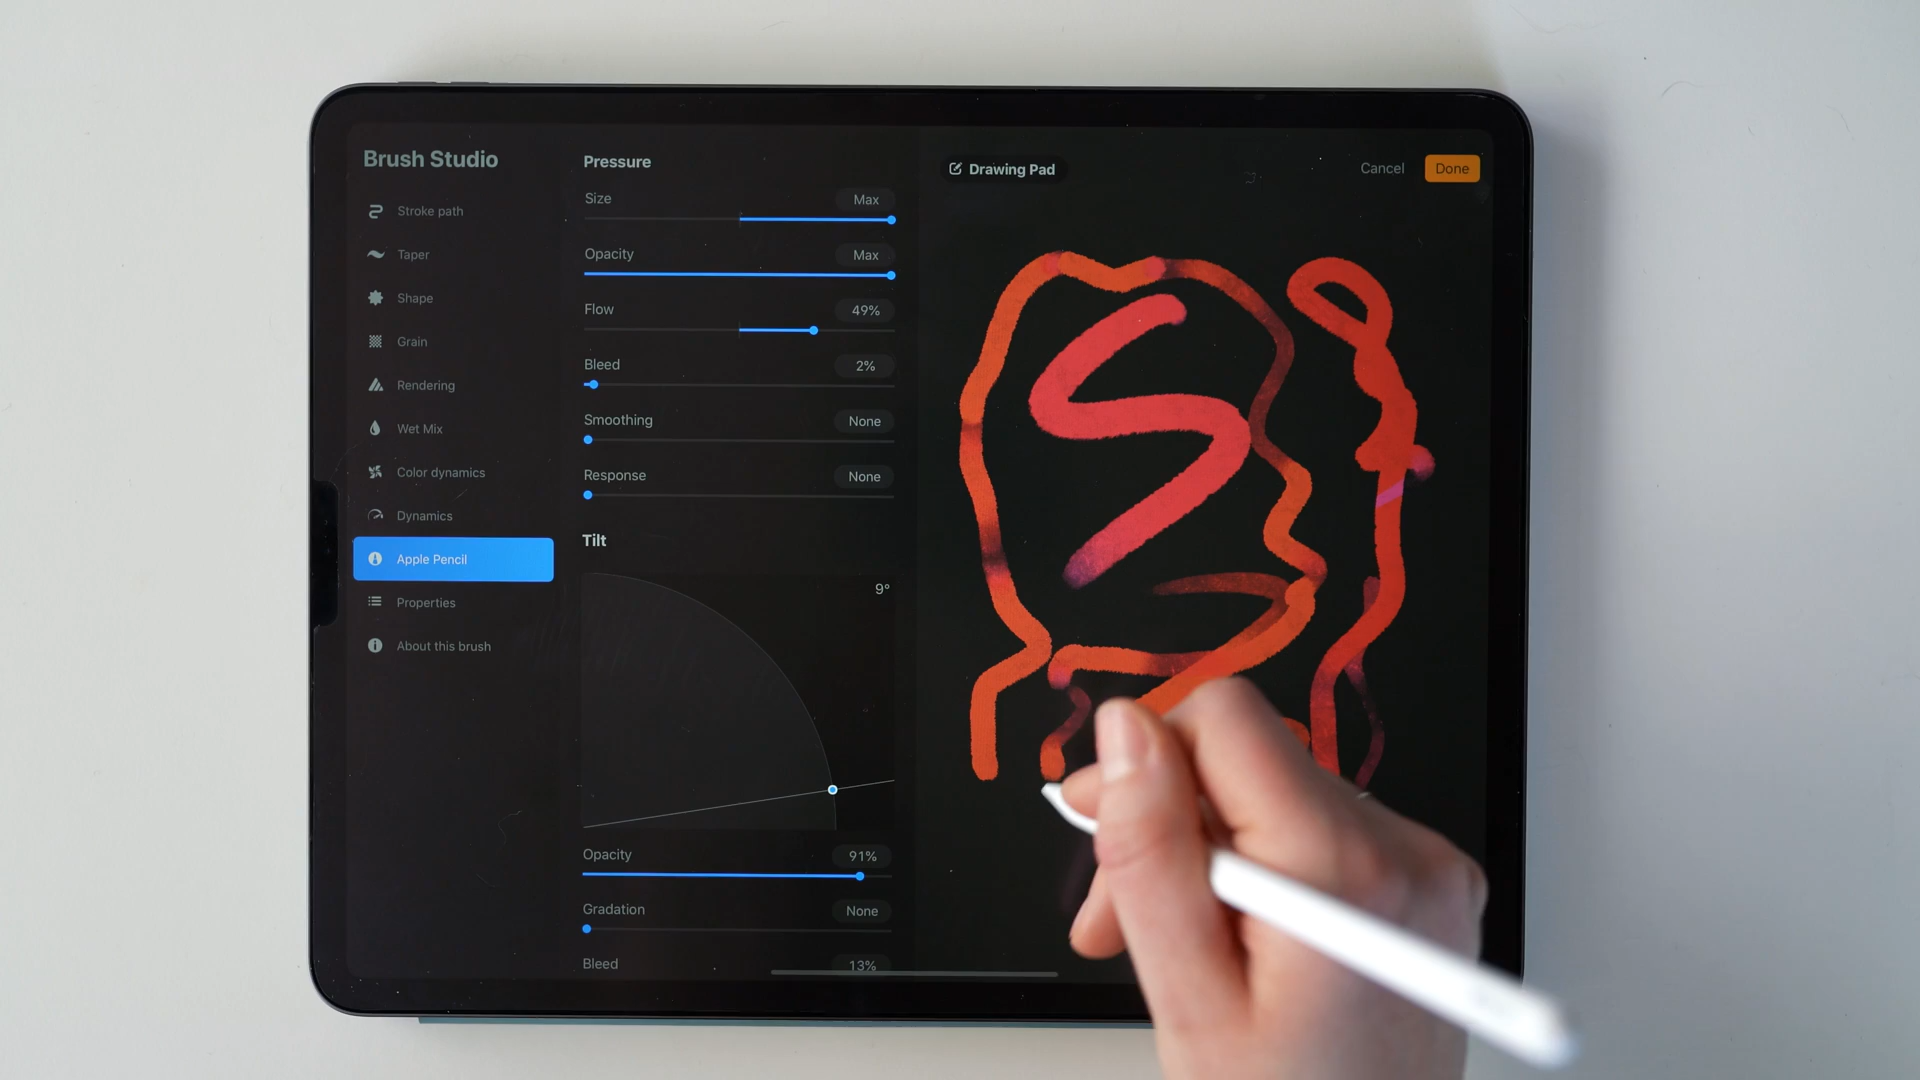 Brush Studio
Stroke path
Taper
Shape
Grain
Rendering
Wet Mix
Color dynamics
Dynamics
Apple Pencil
Properties
About this brush
Pressure
Size Max
Opacity Max
Flow 49%
Bleed 2%
Smoothing None
Response None
Tilt
9°
Opacity 91%
Gradation None
Bleed 13%
Drawing Pad
Cancel Done